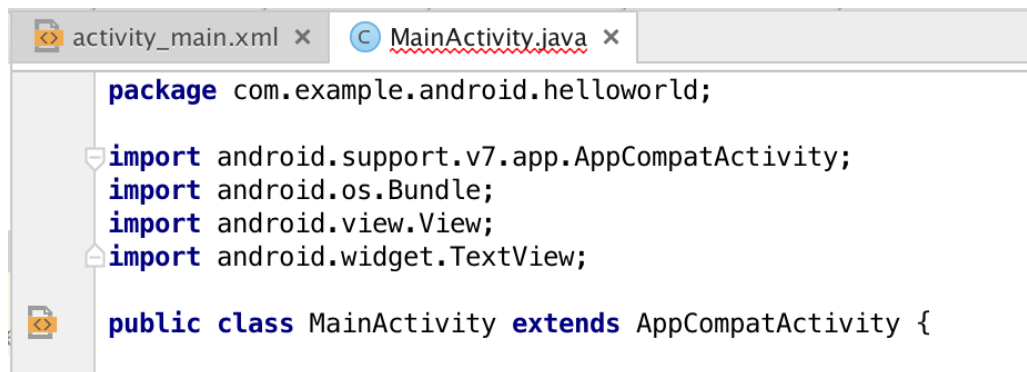 activity_main.xml × C MainActivity.java ×
package com.example.android.helloworld;
import android.support.v7.app.AppCompatActivity;
import android.os.Bundle;
import android.view.View;
import android.widget.TextView;
public class MainActivity extends AppCompatActivity {